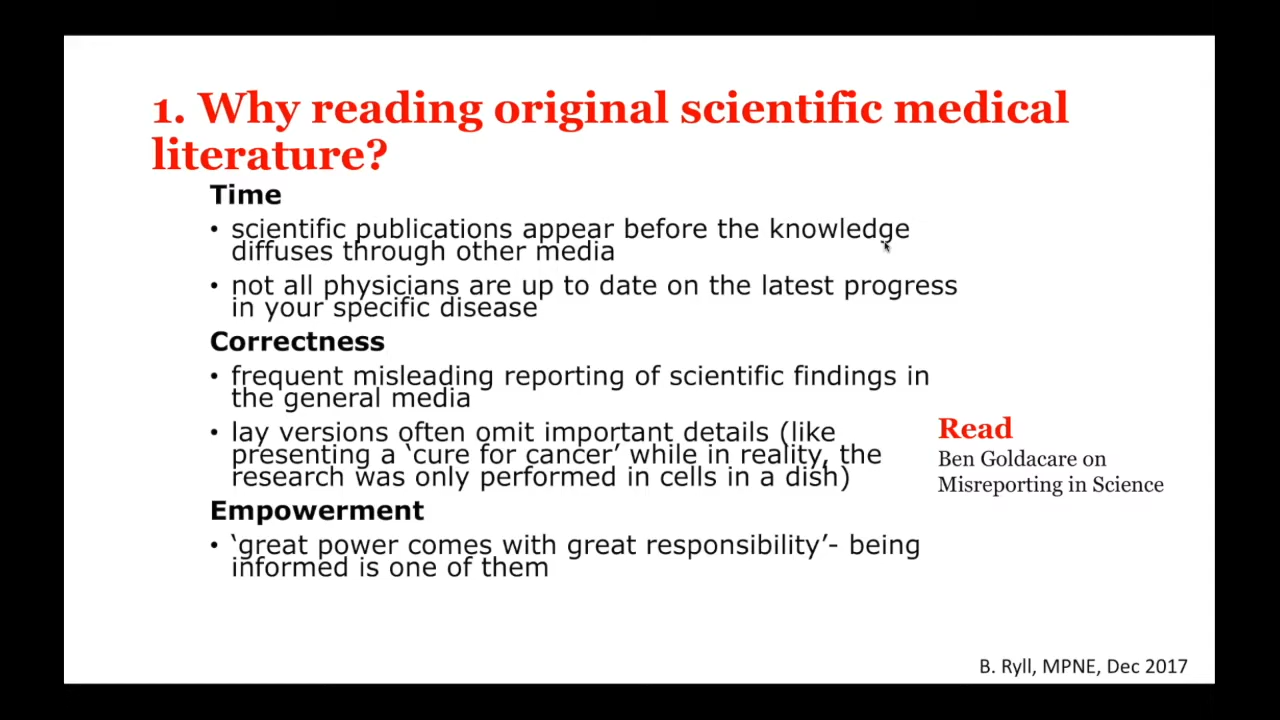 1. Why reading original scientific medical
literature?
Time
• scientific publications appear before the knowledge
diffuses through other media
• not all physicians are up to date on the latest progress
in your specific disease
Correctness
• frequent misleading reporting of scientific findings in
the general media
• lay versions often omit important details (like
presenting a ‘cure for cancer’ while in reality, the
research was only performed in cells in a dish)
Empowerment
• ‘great power comes with great responsibility’- being
informed is one of them
Read
Ben Goldacare on
Misreporting in Science
B. Ryll, MPNE, Dec 2017